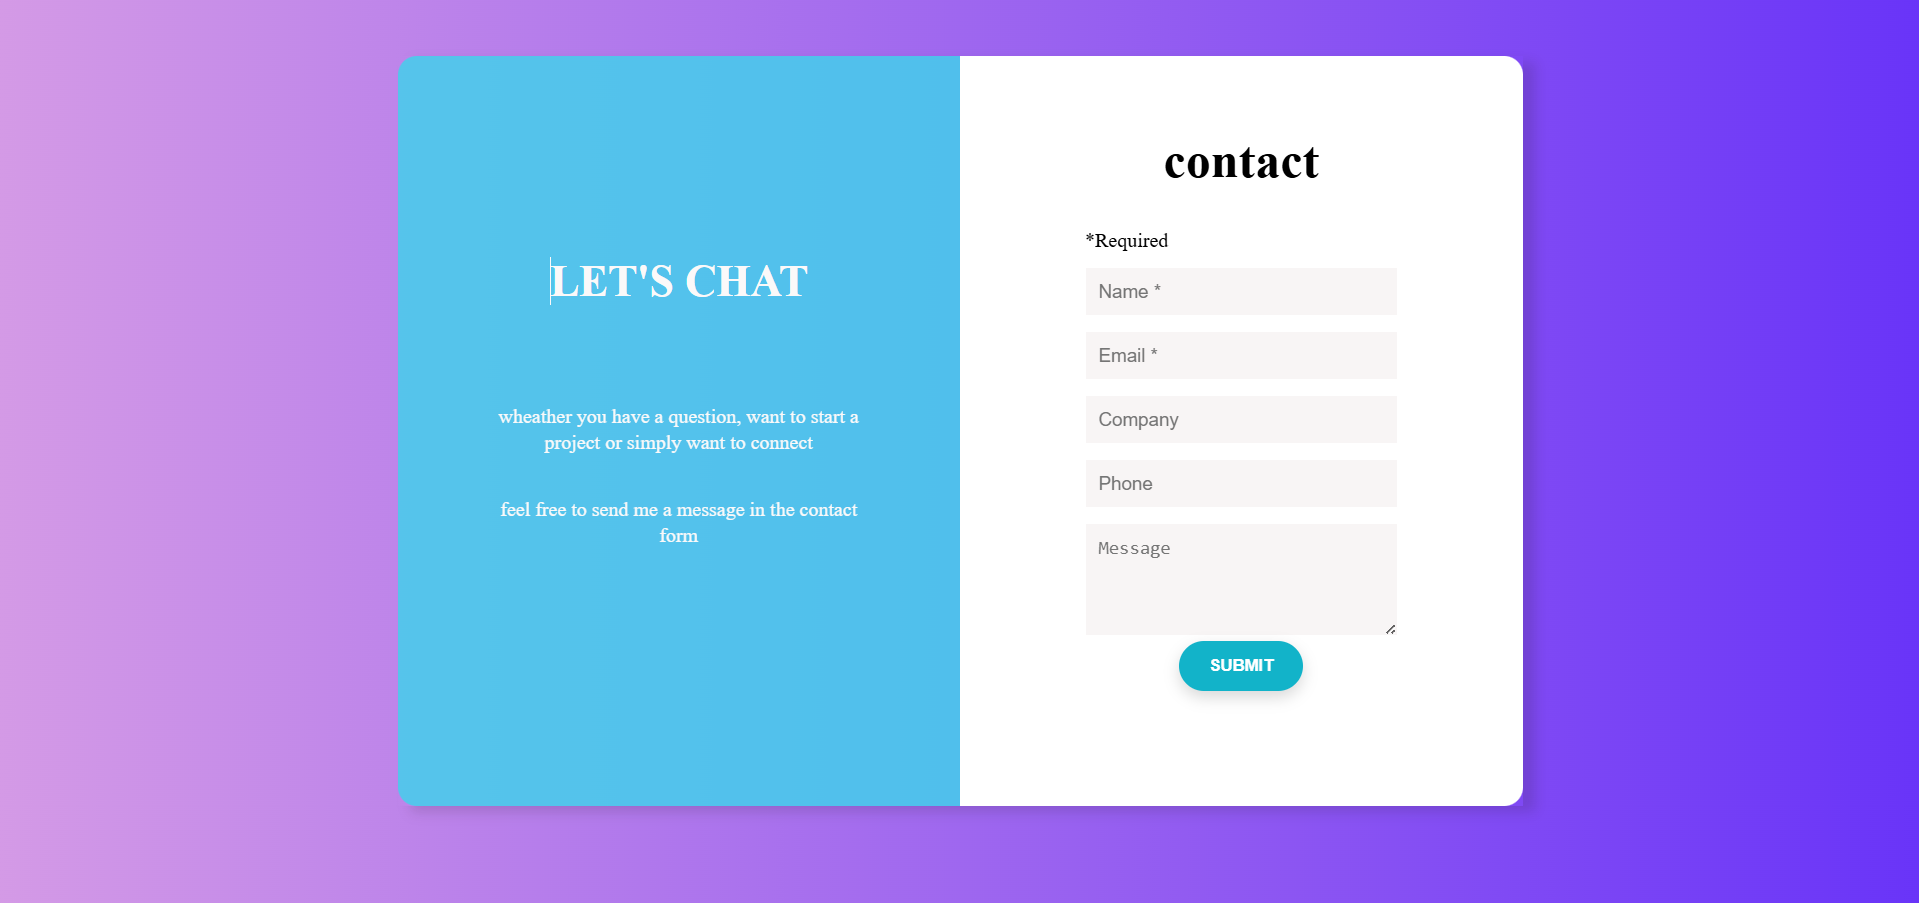 LET'S CHAT
wheather you have a question, want to start a
project or simply want to connect
feel free to send me a message in the contact
form
contact
*Required
Name *
Email *
Company
Phone
Message
SUBMIT